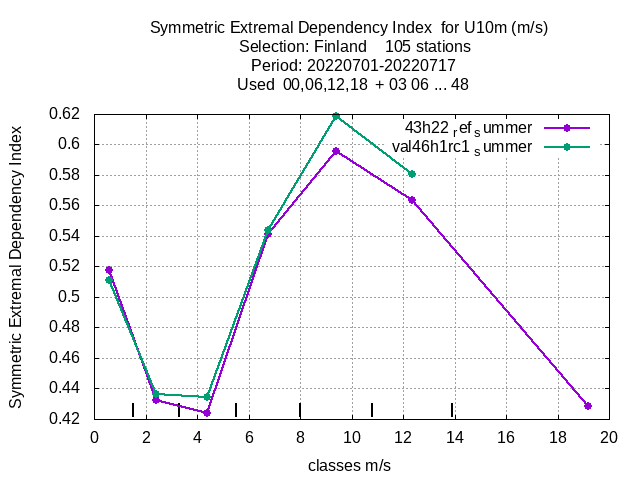 Symmetric Extremal Dependency Index  for U10m (m/s)
Selection: Finland    105 stations
Period: 20220701-20220717
Used  00,06,12,18  + 03 06 ... 48
Symmetric Extremal Dependency Index
0.62
0.6
0.58
0.56
0.54
0.52
0.5
0.48
0.46
0.44
0.42
43h22 ref summer
val46h1rc1 summer
0 2 4 6 8 10 12 14 16 18 20
classes m/s